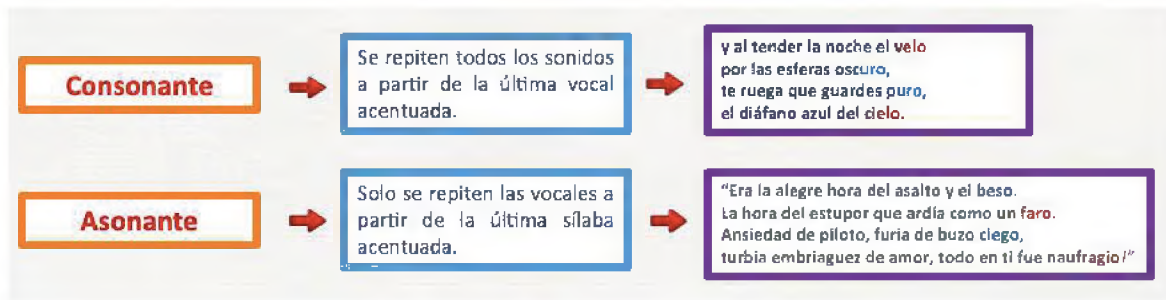 Consonante
Se repiten todos los sonidos
a partir de la última vocal
acentuada.
y al tender la noche el velo
por las esferas oscuro,
te ruega que guardes puro,
el diáfano azul del cielo.
Asonante
Solo se repiten las vocales a
partir de la última sílaba
acentuada.
"Era la alegre hora del asalto y el beso.
La hora del estupor que ardía como un faro.
Ansiedad de piloto, furia de buzo ciego,
turbia embriaguez de amor, todo en ti fue naufragio!"